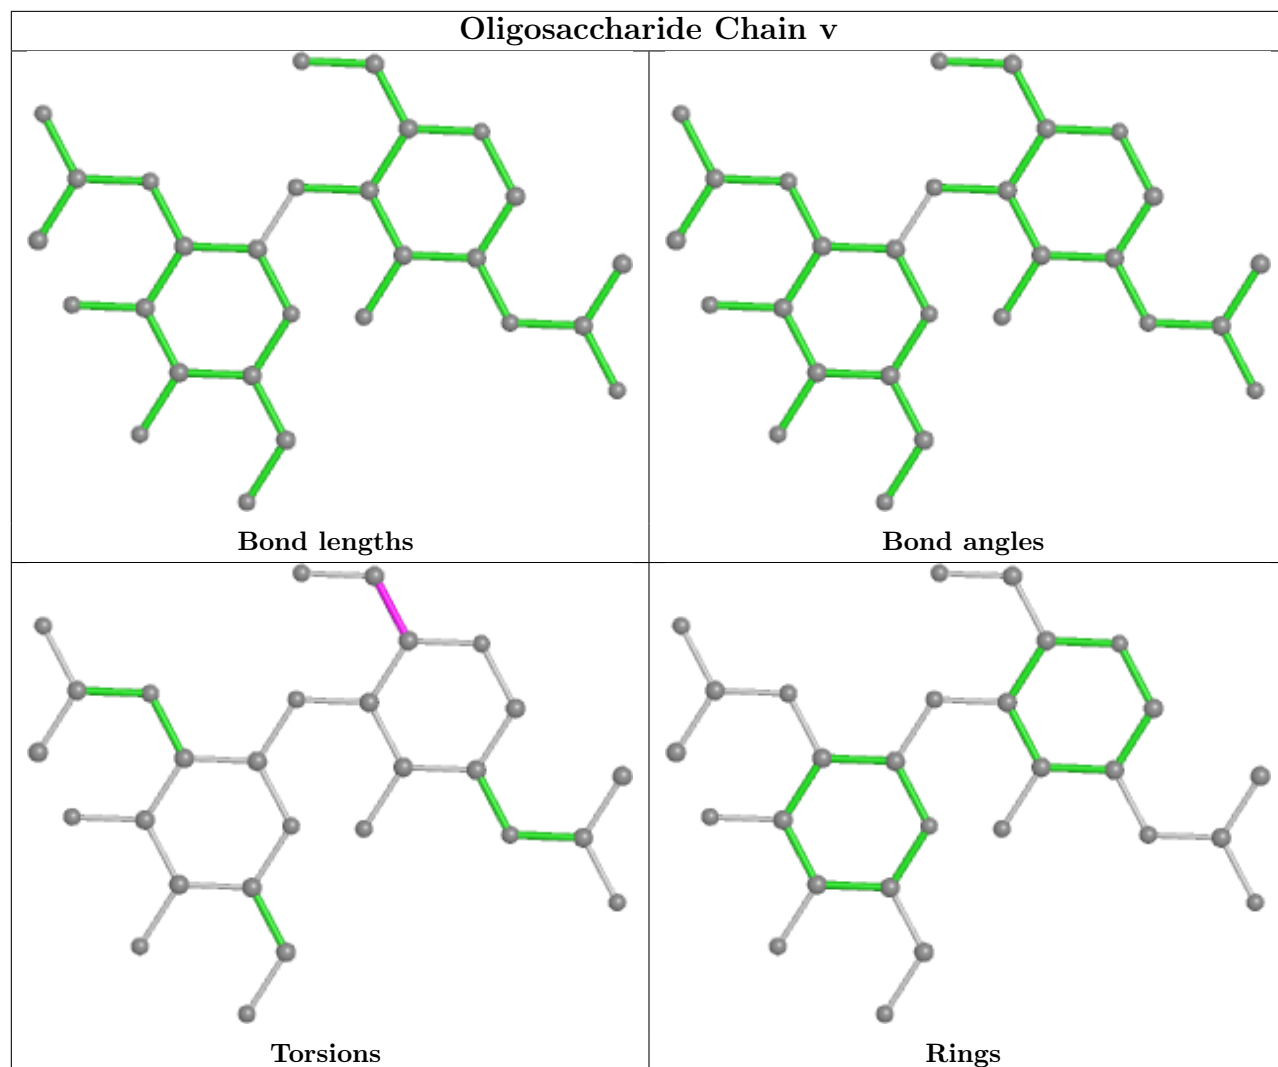 Oligosaccharide Chain v
Bond lengths
Bond angles
Torsions
Rings